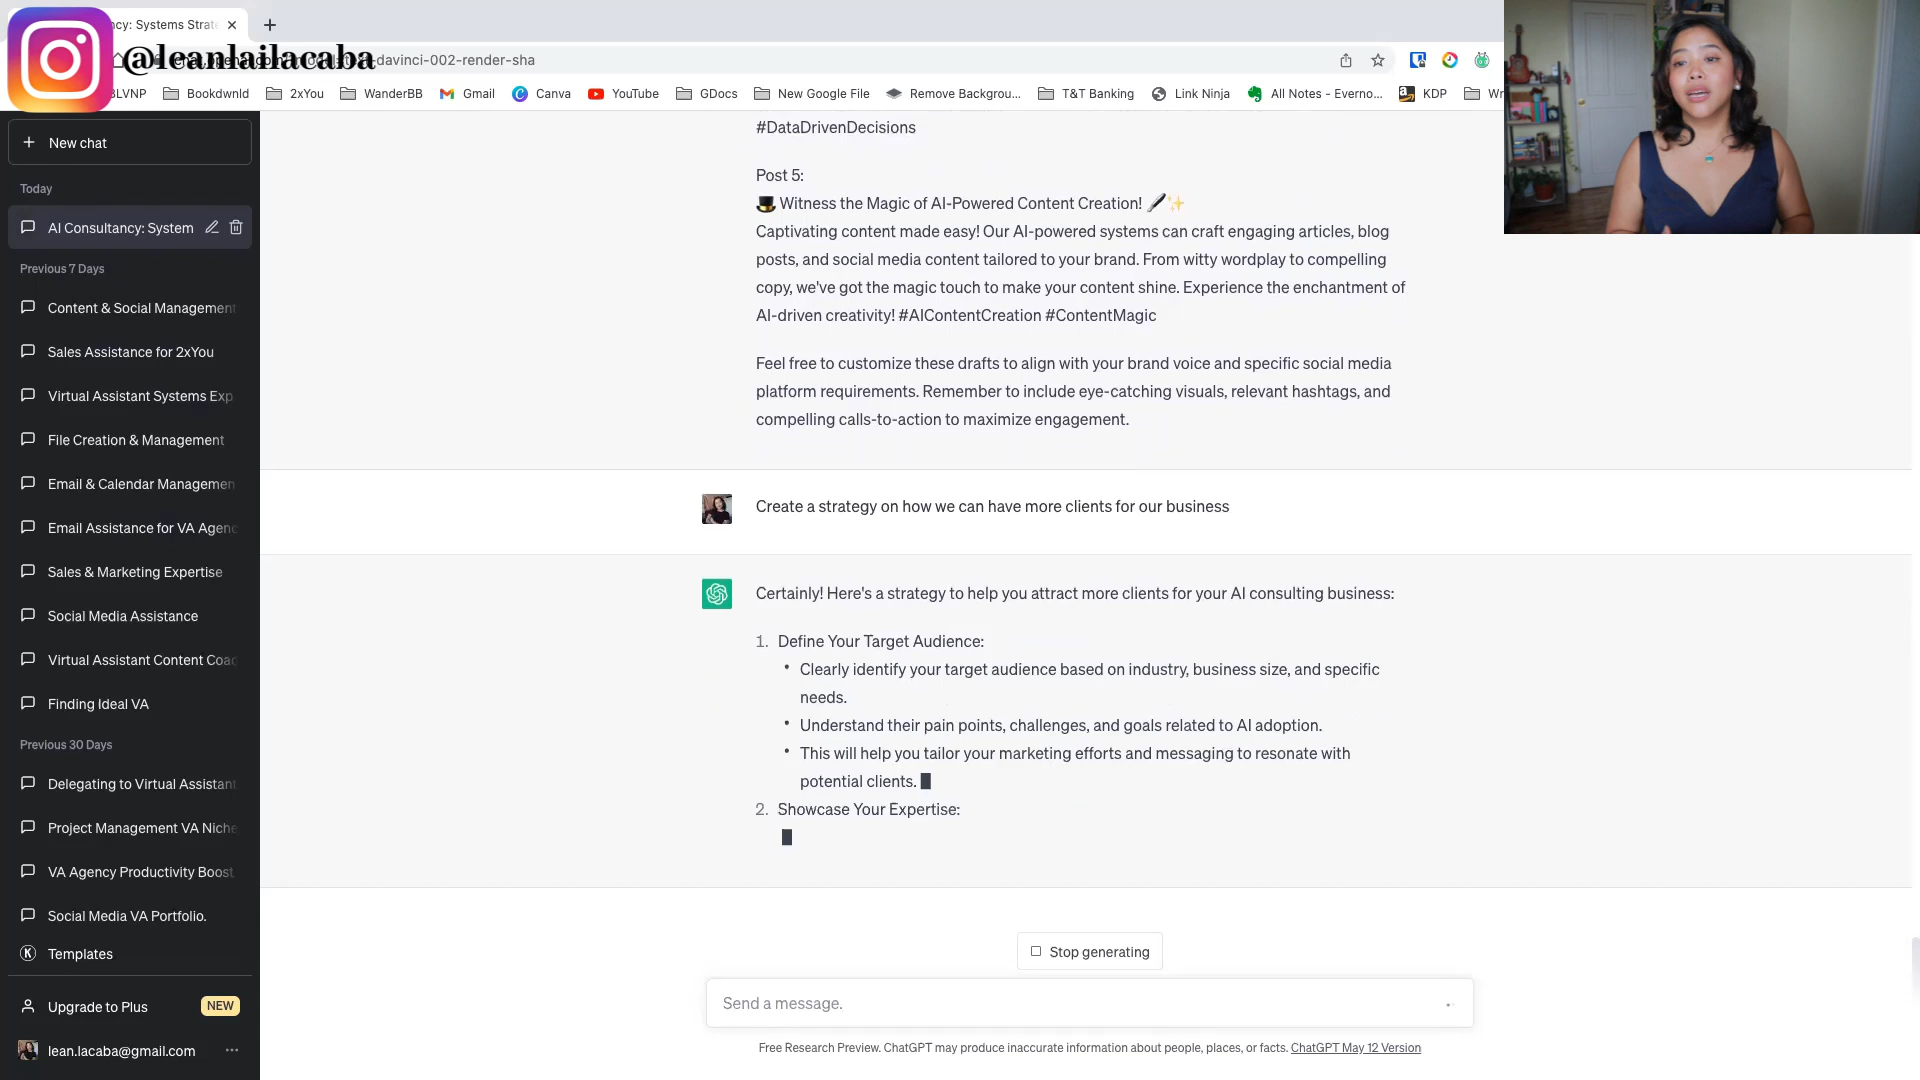 ncy: Systems Strat
@leanlailacaba
davinci-002-render-sha
BLVNP
Bookdwnld
2xYou
WanderBB
Gmail
Canva
YouTube
GDocs
New Google File
Remove Backgrou...
T&T Banking
Link Ninja
All Notes - Everno...
KDP
Wr
New chat
Today
AI Consultancy: System
Previous 7 Days
Content & Social Management
Sales Assistance for 2xYou
Virtual Assistant Systems Exp
File Creation & Management
Email & Calendar Managemen
Email Assistance for VA Agenc
Sales & Marketing Expertise
Social Media Assistance
Virtual Assistant Content Coac
Finding Ideal VA
Previous 30 Days
Delegating to Virtual Assistant
Project Management VA Niche
VA Agency Productivity Boost
Social Media VA Portfolio.
Templates
Upgrade to Plus
NEW
lean.lacaba@gmail.com
#DataDrivenDecisions
Post 5:
🎩 Witness the Magic of AI-Powered Content Creation! 🖋✨
Captivating content made easy! Our AI-powered systems can craft engaging articles, blog
posts, and social media content tailored to your brand. From witty wordplay to compelling
copy, we've got the magic touch to make your content shine. Experience the enchantment of
AI-driven creativity! #AIContentCreation #ContentMagic
Feel free to customize these drafts to align with your brand voice and specific social media
platform requirements. Remember to include eye-catching visuals, relevant hashtags, and
compelling calls-to-action to maximize engagement.
Create a strategy on how we can have more clients for our business
Certainly! Here's a strategy to help you attract more clients for your AI consulting business:
1. Define Your Target Audience:
• Clearly identify your target audience based on industry, business size, and specific
needs.
• Understand their pain points, challenges, and goals related to AI adoption.
• This will help you tailor your marketing efforts and messaging to resonate with
potential clients.
2. Showcase Your Expertise:
Stop generating
Send a message.
Free Research Preview. ChatGPT may produce inaccurate information about people, places, or facts. ChatGPT May 12 Version